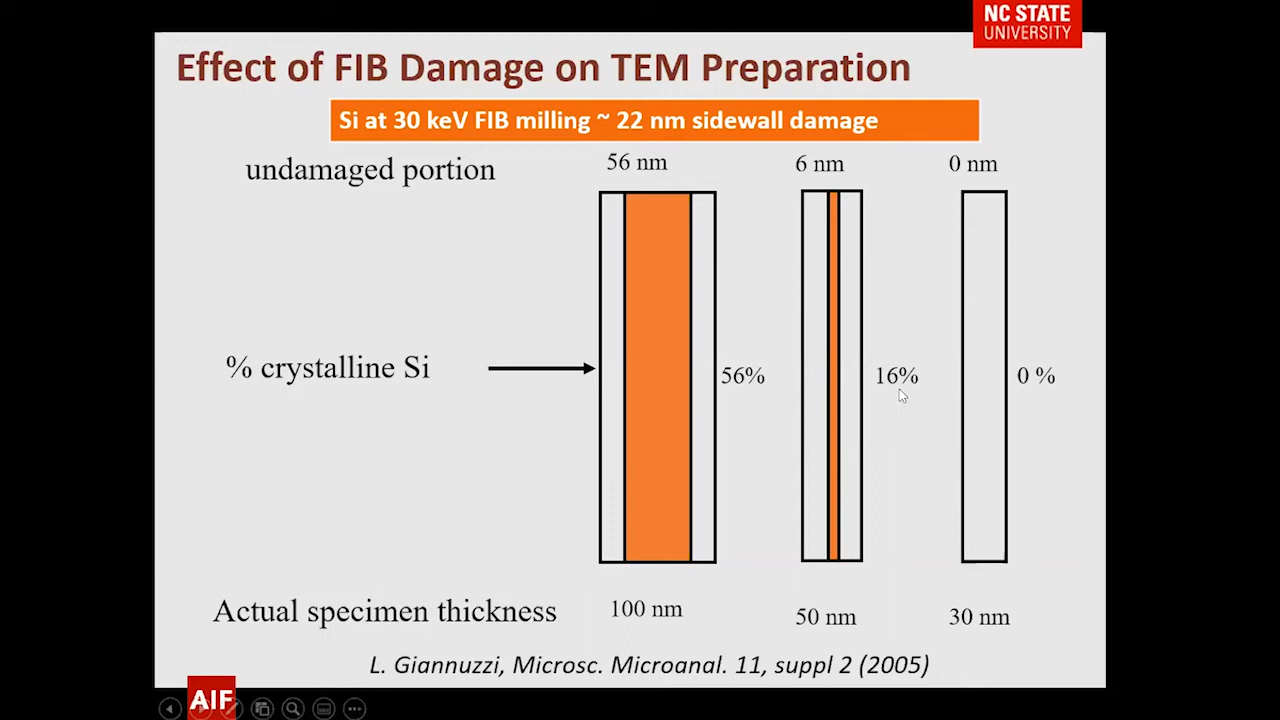 NC STATE
UNIVERSITY
Effect of FIB Damage on TEM Preparation
Si at 30 keV FIB milling ~ 22 nm sidewall damage
undamaged portion
56 nm
6 nm
0 nm
% crystalline Si
56%
16%
0 %
Actual specimen thickness
100 nm
50 nm
30 nm
L. Giannuzzi, Microsc. Microanal. 11, suppl 2 (2005)
AIF